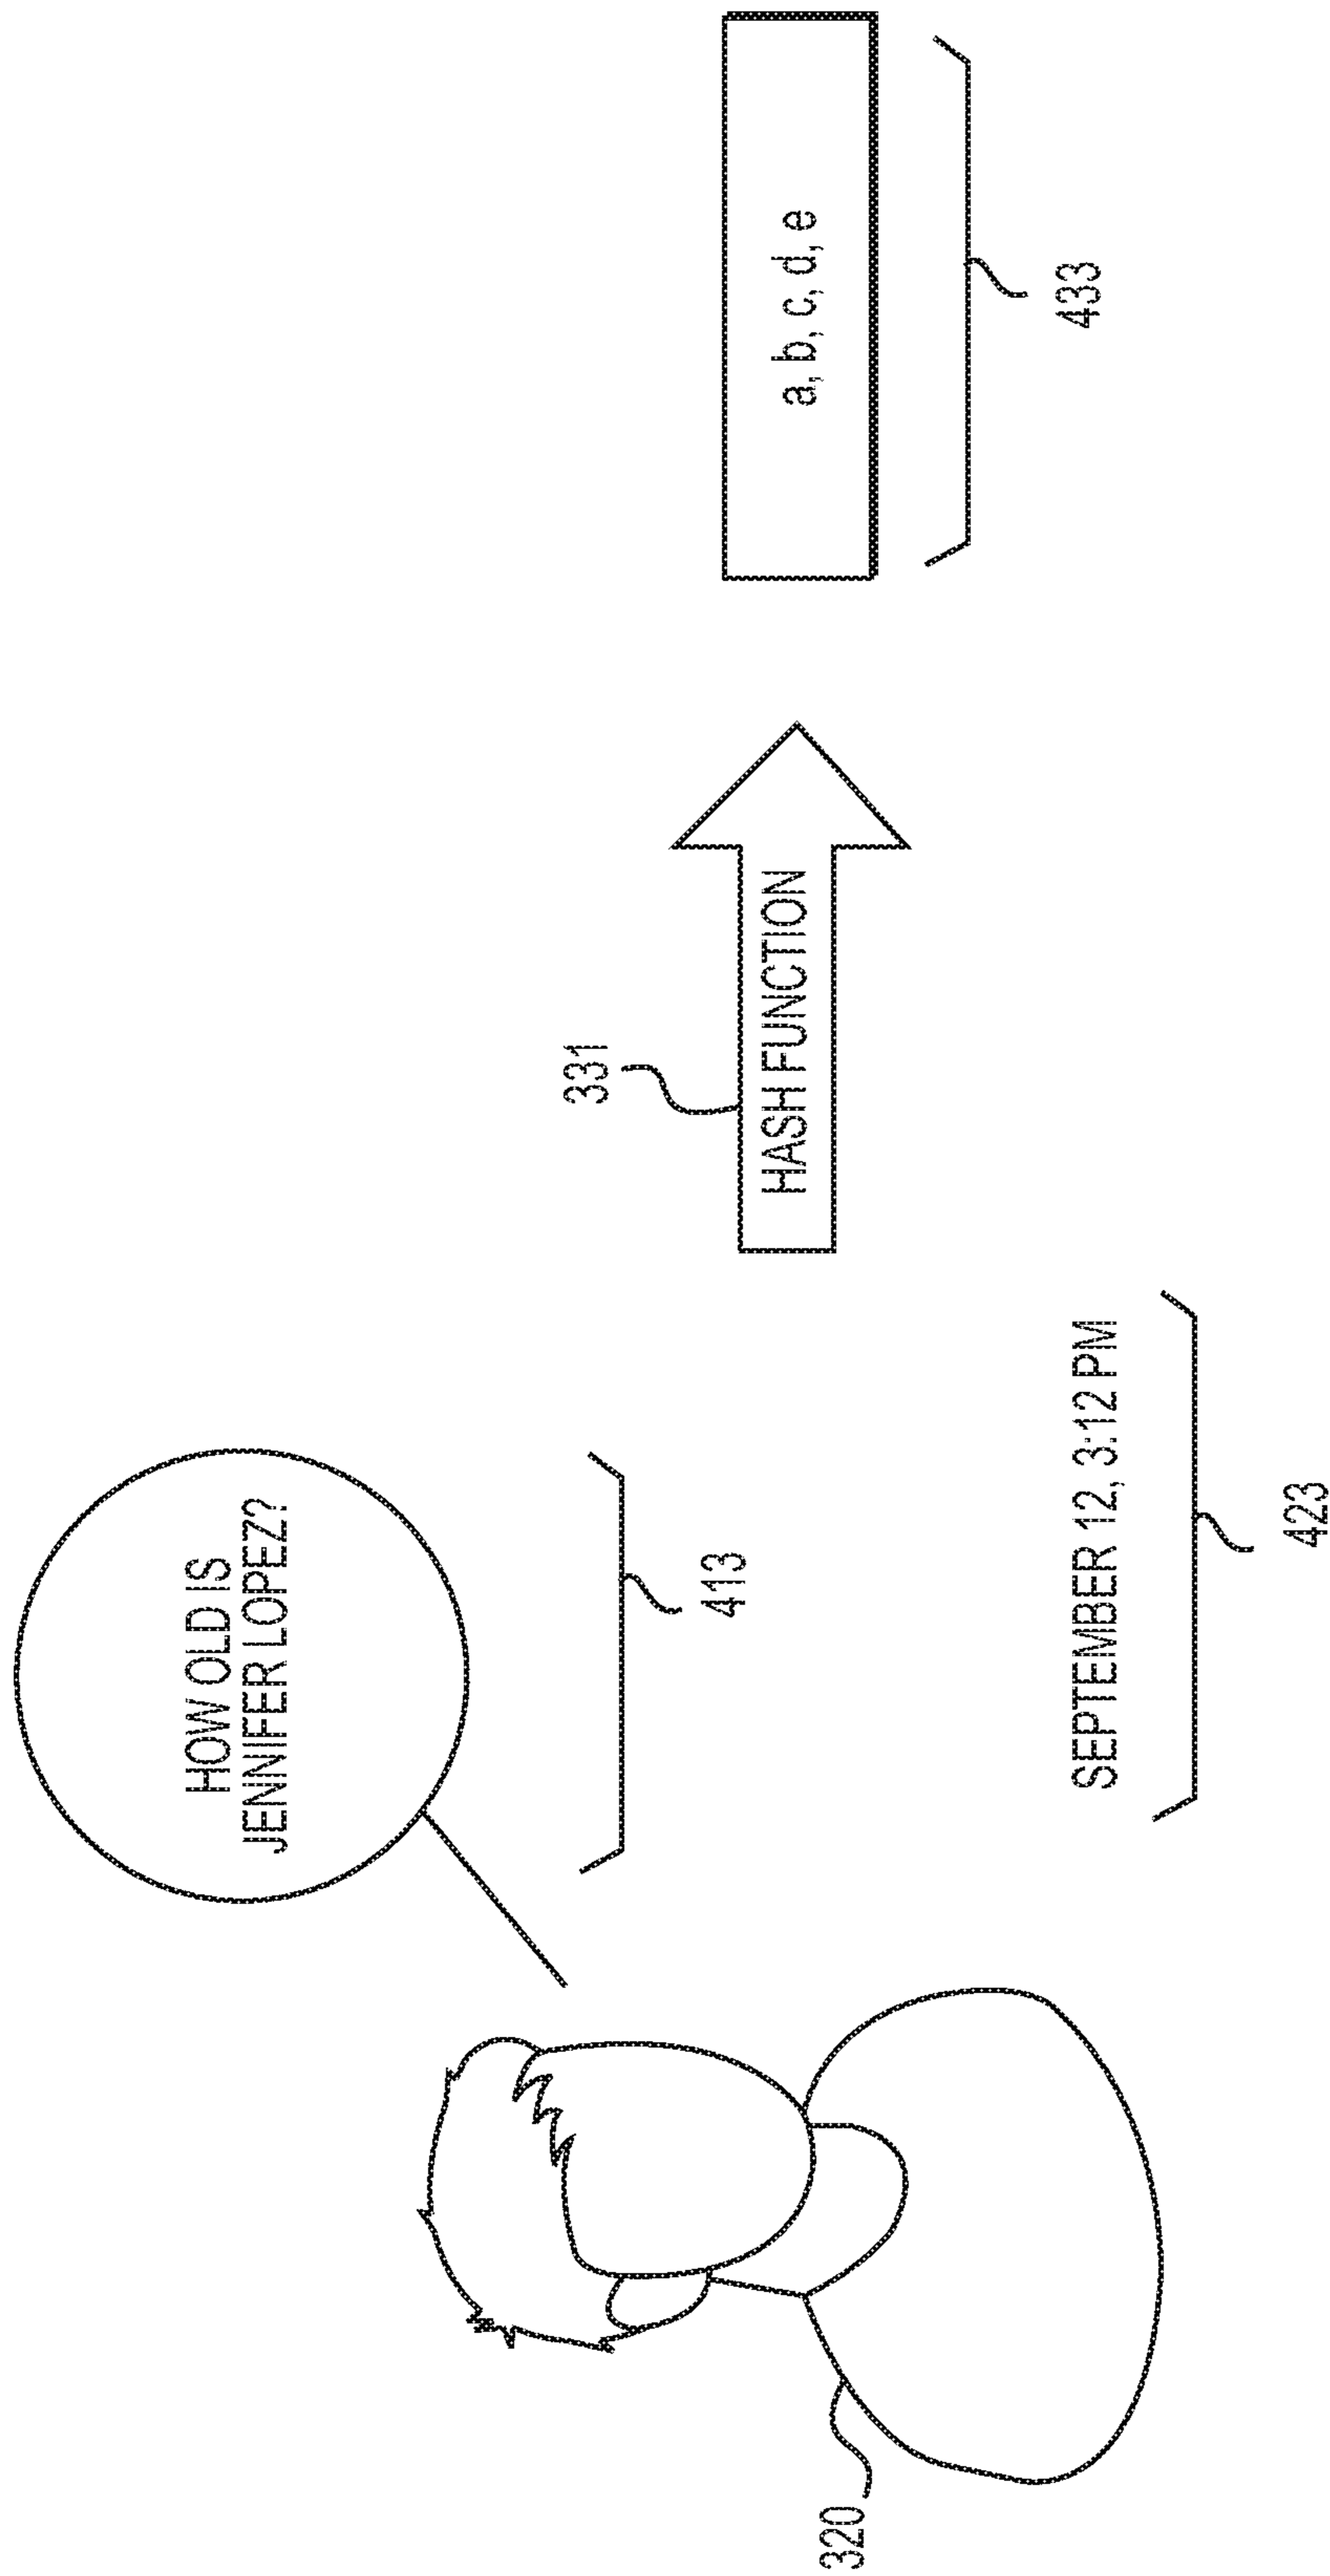 HOW OLD IS
JENNIFER LOPEZ?
413
320
SEPTEMBER 12, 3:12 PM
423
331
HASH FUNCTION
a, b, c, d, e
433